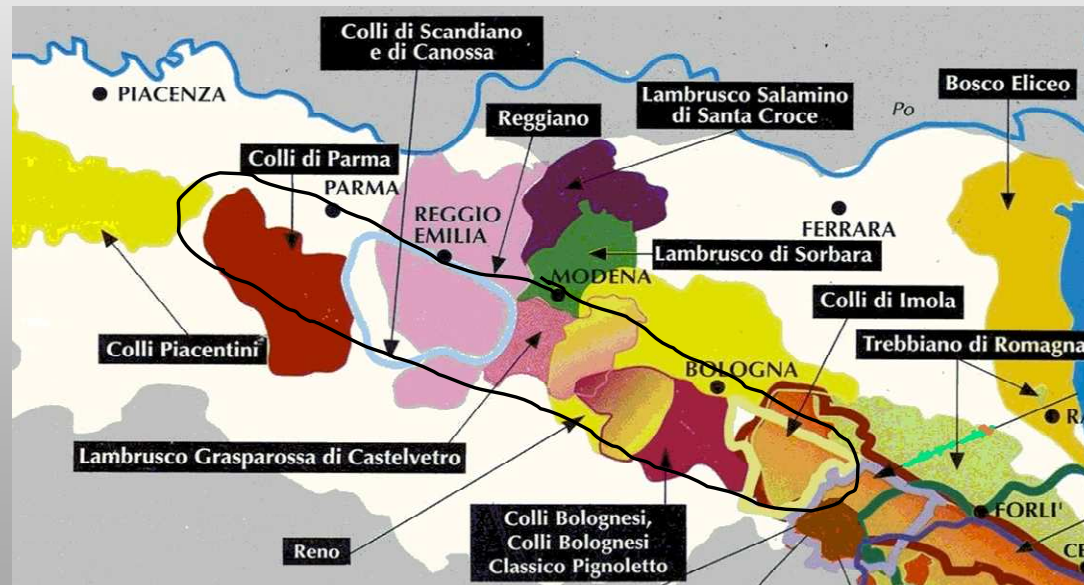 Colli di Scandiano
e di Canossa
PIACENZA
Reggiano
Lambrusco Salamino
di Santa Croce
Po
Bosco Eliceo
Colli di Parma
PARMA
REGGIO
EMILIA
FERRARA
Lambrusco di Sorbara
MODENA
Colli di Imola
Colli Piacentini
Trebbiano di Romagna
BOLOGNA
RA
Lambrusco Grasparossa di Castelvetro
FORLI'
Colli Bolognesi,
Colli Bolognesi
Classico Pignoletto
Reno
CE